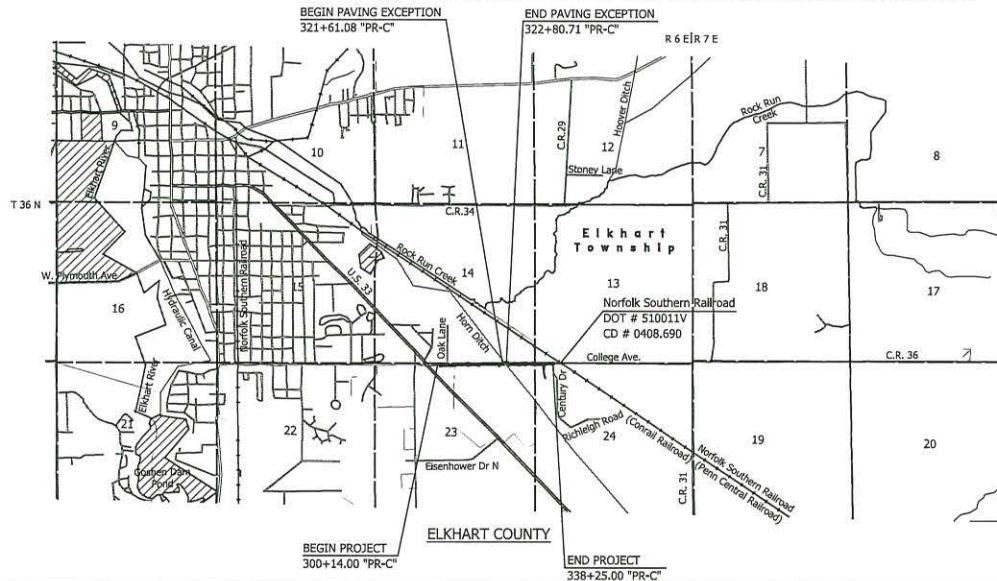 BEGIN PAVING EXCEPTION
321+61.08 "PR-C"
END PAVING EXCEPTION
322+80.71 "PR-C"
R 6 E R 7 E
9
10
11
12
7
8
Elkhart River
C.R.29
Hoover Ditch
Stoney Lane
Rock Run
Creek
C.R. 31
T 36 N
C.R.34
Elkhart
Township
C.R. 31
W. Plymouth Ave
Hydraulic Canal
Norfolk Southern Railroad
U.S. 33
15
Rock Run Creek
14
13
18
17
16
Norfolk Southern Railroad
DOT # 510011V
CD # 0408.690
Oak Lane
Horn Ditch
College Ave.
C.R. 36
Elkhart River
Century Dr
21
22
23
24
19
20
Richleigh Road
(Conrail Railroad)
Norfolk Southern Railroad
(Penn Central Railroad)
Eisenhower Dr N
Goshen Dam
Pond
C.R. 31
ELKHART COUNTY
BEGIN PROJECT
300+14.00 "PR-C"
END PROJECT
338+25.00 "PR-C"